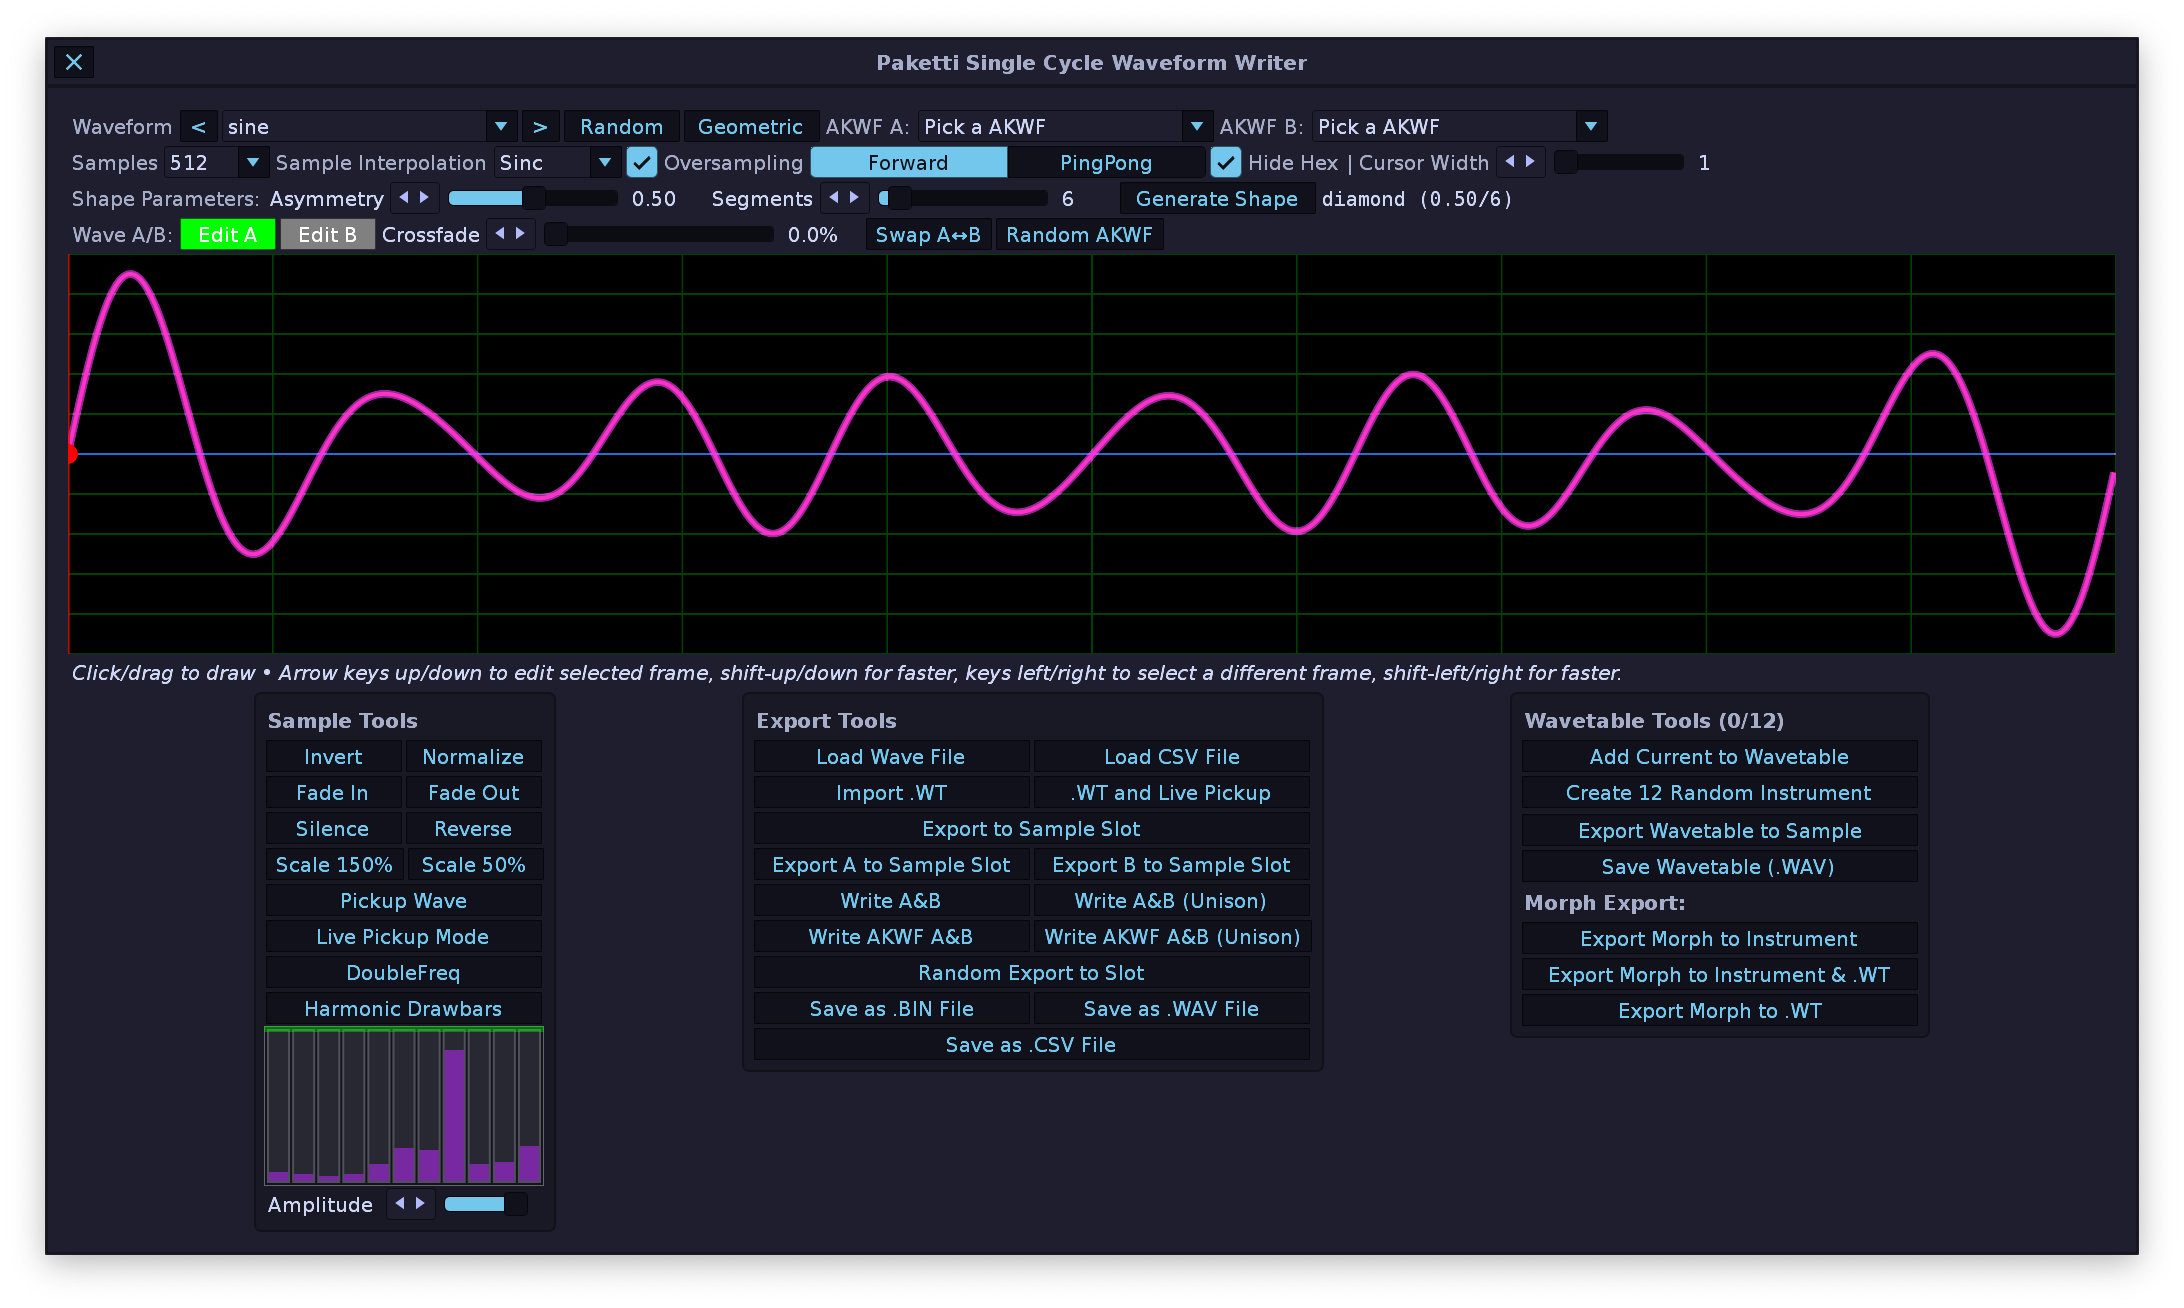 Paketti Single Cycle Waveform Writer
Waveform < sine > Random Geometric AKWF A: Pick a AKWF AKWF B: Pick a AKWF
Samples 512 Sample Interpolation Sinc Oversampling Forward PingPong Hide Hex | Cursor Width 1
Shape Parameters: Asymmetry 0.50 Segments 6 Generate Shape diamond (0.50/6)
Wave A/B: Edit A Edit B Crossfade 0.0% Swap A↔B Random AKWF
Click/drag to draw • Arrow keys up/down to edit selected frame, shift-up/down for faster, keys left/right to select a different frame, shift-left/right for faster.
Sample Tools
Invert Normalize
Fade In Fade Out
Silence Reverse
Scale 150% Scale 50%
Pickup Wave
Live Pickup Mode
DoubleFreq
Harmonic Drawbars
Amplitude
Export Tools
Load Wave File Load CSV File
Import .WT .WT and Live Pickup
Export to Sample Slot
Export A to Sample Slot Export B to Sample Slot
Write A&B Write A&B (Unison)
Write AKWF A&B Write AKWF A&B (Unison)
Random Export to Slot
Save as .BIN File Save as .WAV File
Save as .CSV File
Wavetable Tools (0/12)
Add Current to Wavetable
Create 12 Random Instrument
Export Wavetable to Sample
Save Wavetable (.WAV)
Morph Export:
Export Morph to Instrument
Export Morph to Instrument & .WT
Export Morph to .WT